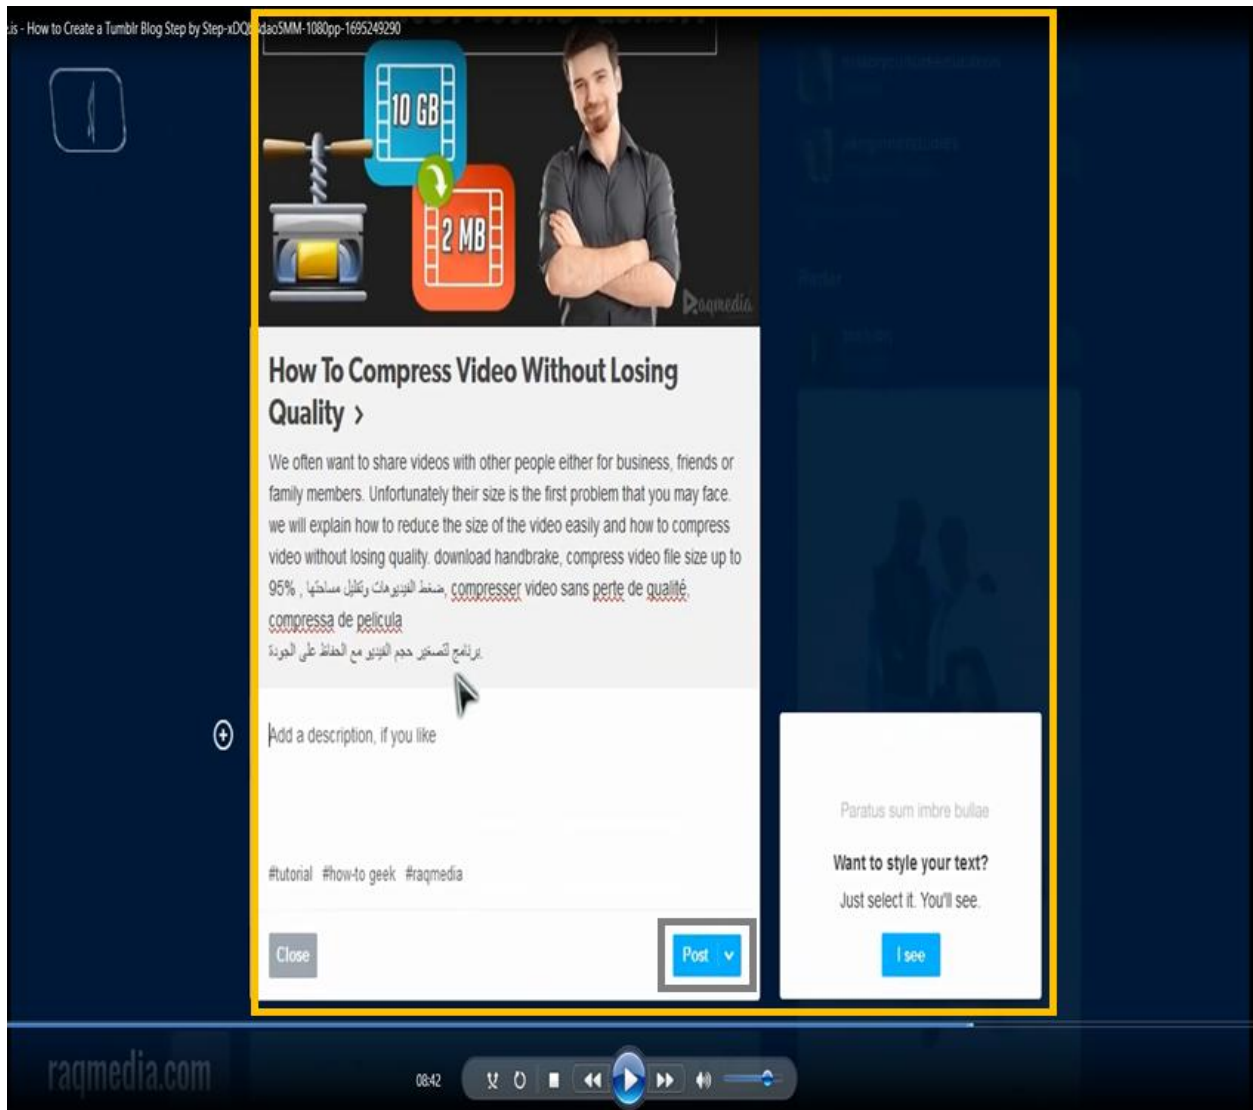 is - How to Create a Tumblr Blog Step by Step-xDQb
dao5MM-1080pp-1695249290
10 GB
2 MB
Raqmedia
How To Compress Video Without Losing
Quality >
We often want to share videos with other people either for business, friends or
family members. Unfortunately their size is the first problem that you may face.
we will explain how to reduce the size of the video easily and how to compress
video without losing quality. download handbrake, compress video file size up to
95% , ضغط الفيديوهات وتقليل مساحتها, compresser video sans perte de qualité,
compressa de pelicula
برنامج لتصغير حجم الفيديو مع الحفاظ على الجودة.
Add a description, if you like
#tutorial #how-to geek #raqmedia
Close
Post
Paratus sum imbre bullae
Want to style your text?
Just select it. You'll see.
I see
raqmedia.com
08:42